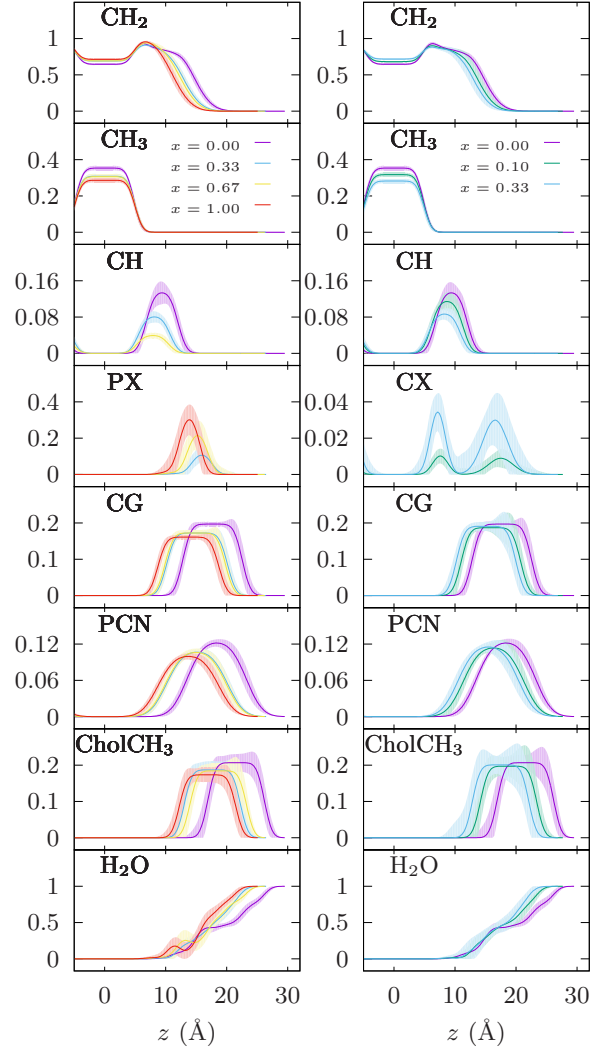 CH2 CH2
1 1
0.5 0.5
0 0
CH3 CH3
x = 0.00 x = 0.00
0.4 x = 0.33 0.4 x = 0.10
0.2 x = 0.67 0.2 x = 0.33
x = 1.00
0 0
CH CH
0.16 0.16
0.08 0.08
0 0
PX CX
0.4 0.04
0.2 0.02
0 0
CG CG
0.2 0.2
0.1 0.1
0 0
PCN PCN
0.12 0.12
0.06 0.06
0 0
CholCH3 CholCH3
0.2 0.2
0.1 0.1
0 0
H2O H2O
1 1
0.5 0.5
0 0
0 10 20 30 0 10 20 30
z (Å) z (Å)